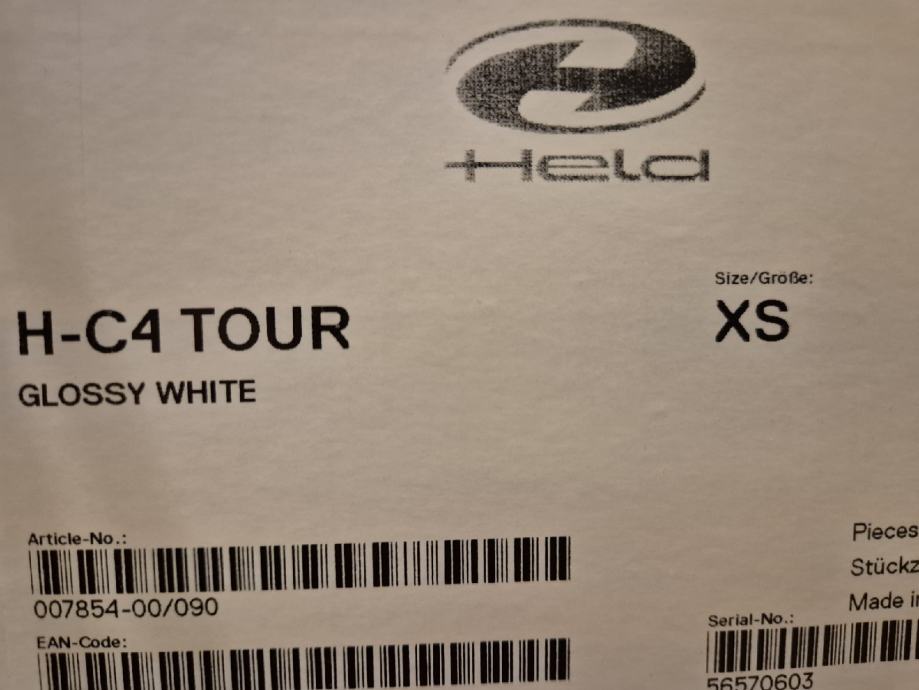 Held
Size/Größe:
H-C4 TOUR
XS
GLOSSY WHITE
Article-No.:
007854-00/090
Pieces
Made
EAN-Code:
Serial-No.:
56570603